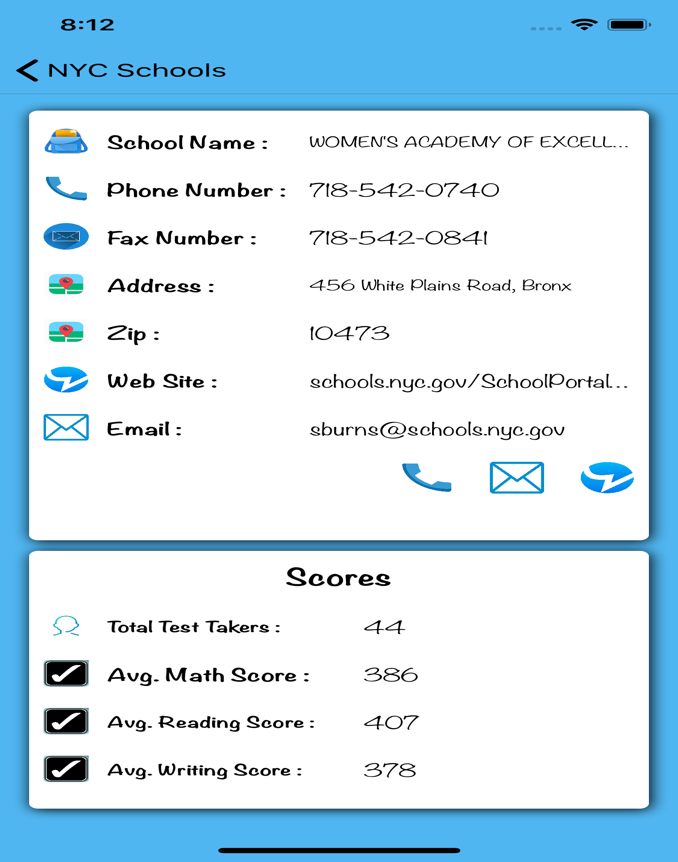 8:12
NYC Schools
School Name : WOMEN'S ACADEMY OF EXCELL...
Phone Number : 718-542-0740
Fax Number : 718-542-0841
Address : 456 White Plains Road, Bronx
Zip : 10473
Web Site : schools.nyc.gov/SchoolPortal...
Email : sburns@schools.nyc.gov
Scores
Total Test Takers : 44
Avg. Math Score : 386
Avg. Reading Score : 407
Avg. Writing Score : 378